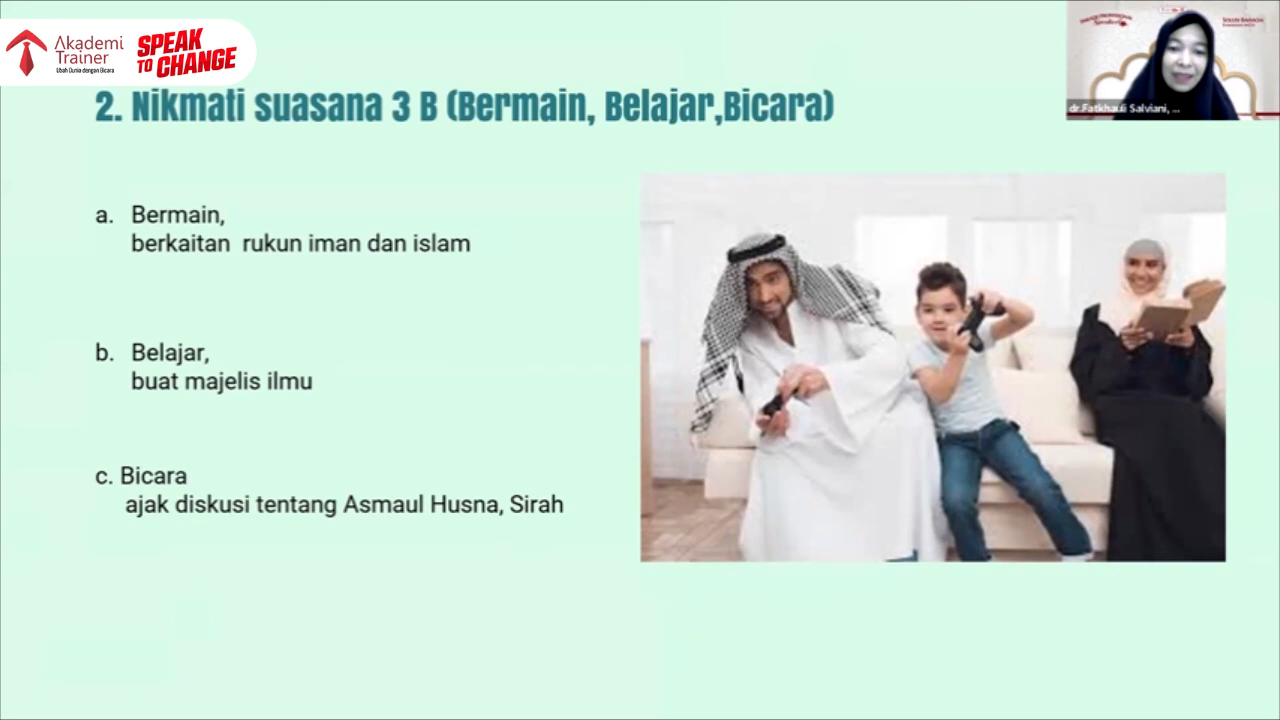 Akademi
Trainer
Ubah Dunia dengan Bicara
SPEAK
TO CHANGE
2. Nikmati suasana 3 B (Bermain, Belajar,Bicara)
a. Bermain,
berkaitan rukun iman dan islam
b. Belajar,
buat majelis ilmu
c. Bicara
ajak diskusi tentang Asmaul Husna, Sirah
dr.Fatkhauli Salviani, ...